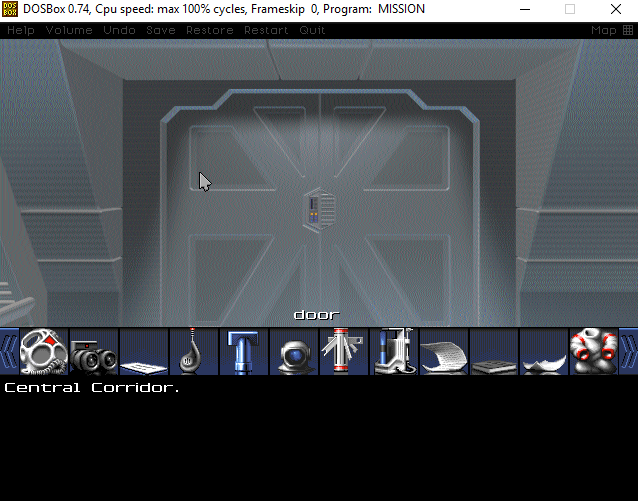 DOSBox 0.74, Cpu speed: max 100% cycles, Frameskip 0, Program: MISSION
Help Volume Undo Save Restore Restart Quit Map
door
Central Corridor.